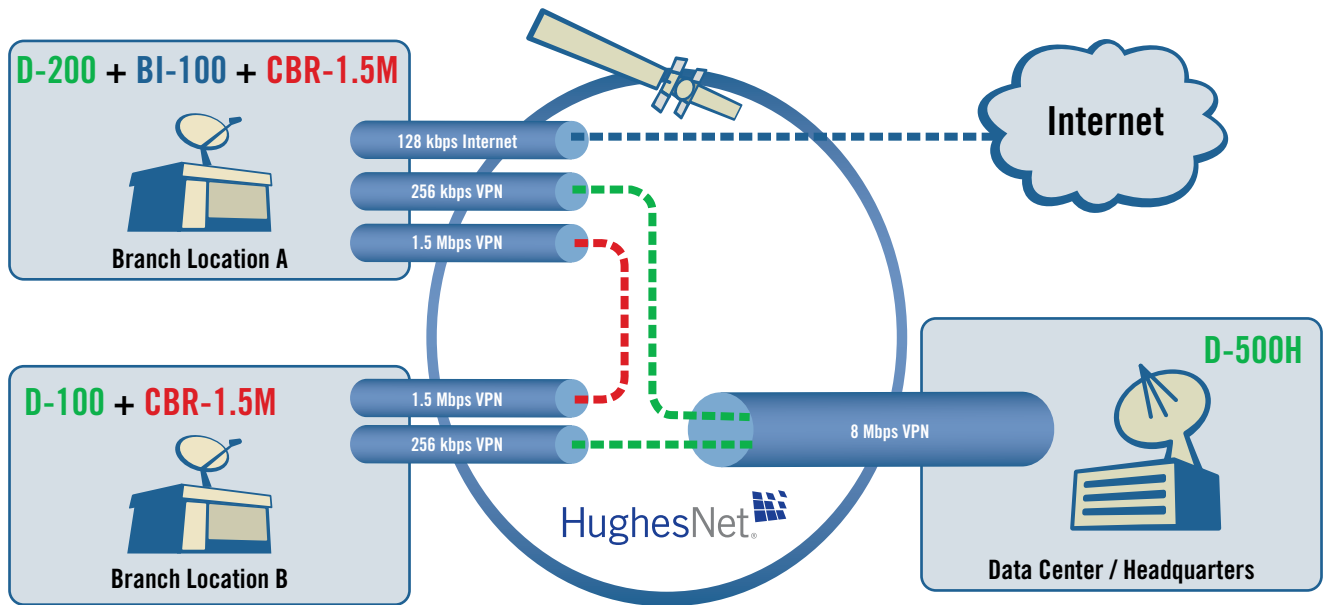 D-200 + BI-100 + CBR-1.5M
128 kbps Internet
256 kbps VPN
1.5 Mbps VPN
Branch Location A
Internet
D-100 + CBR-1.5M
1.5 Mbps VPN
256 kbps VPN
Branch Location B
8 Mbps VPN
HughesNet®
D-500H
Data Center / Headquarters